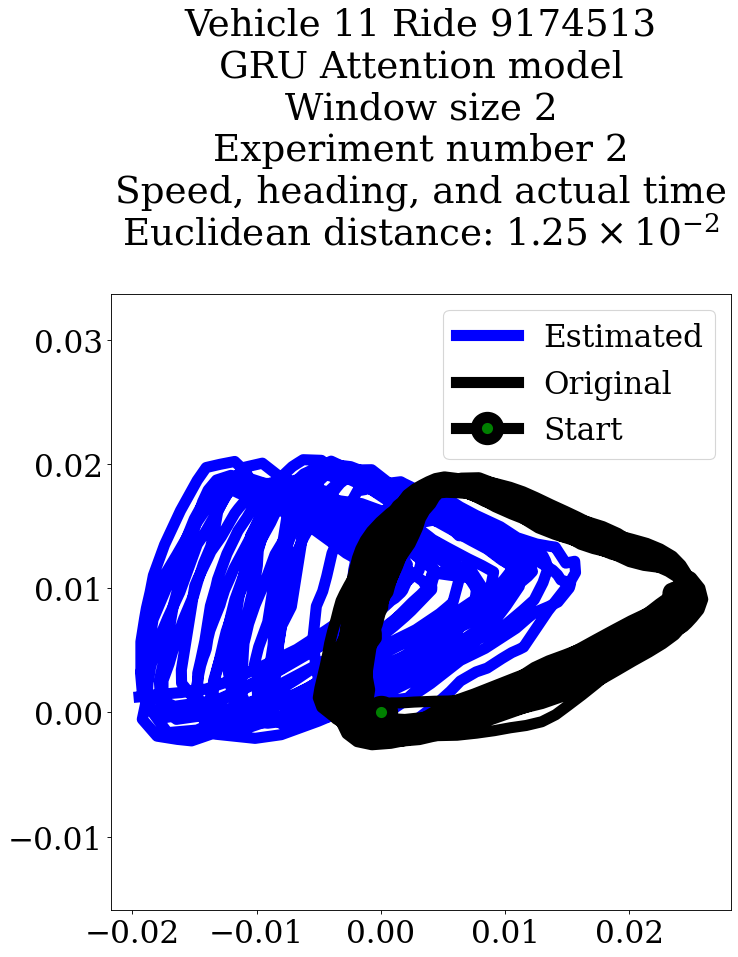 Vehicle 11 Ride 9174513
GRU Attention model
Window size 2
Experiment number 2
Speed, heading, and actual time
Euclidean distance: 1.25 × 10⁻²
Estimated
Original
Start
0.03
0.02
0.01
0.00
−0.01
−0.02 −0.01 0.00 0.01 0.02